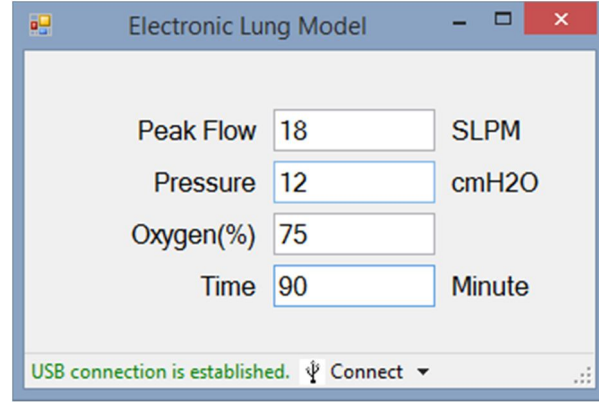 Electronic Lung Model
Peak Flow 18 SLPM
Pressure 12 cmH2O
Oxygen(%) 75
Time 90 Minute
USB connection is established. Connect